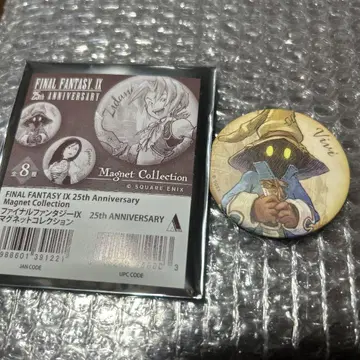 FINAL FANTASY IX
25th ANNIVERSARY
Zidane
全8種
Magnet Collection
© SQUARE ENIX
FINAL FANTASY IX 25th Anniversary
Magnet Collection
ファイナルファンタジーIX 25th ANNIVERSARY
マグネットコレクション
JAN CODE
UPC CODE
Vivi